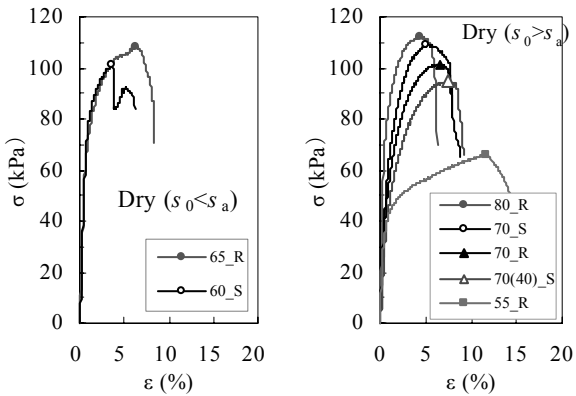 120
100
80
60
40
20
0
σ (kPa)
Dry (s0<sa)
65_R
60_S
0 5 10 15 20
ε (%)
120
100
80
60
40
20
0
σ (kPa)
Dry (s0>sa)
80_R
70_S
70_R
70(40)_S
55_R
0 5 10 15 20
ε (%)